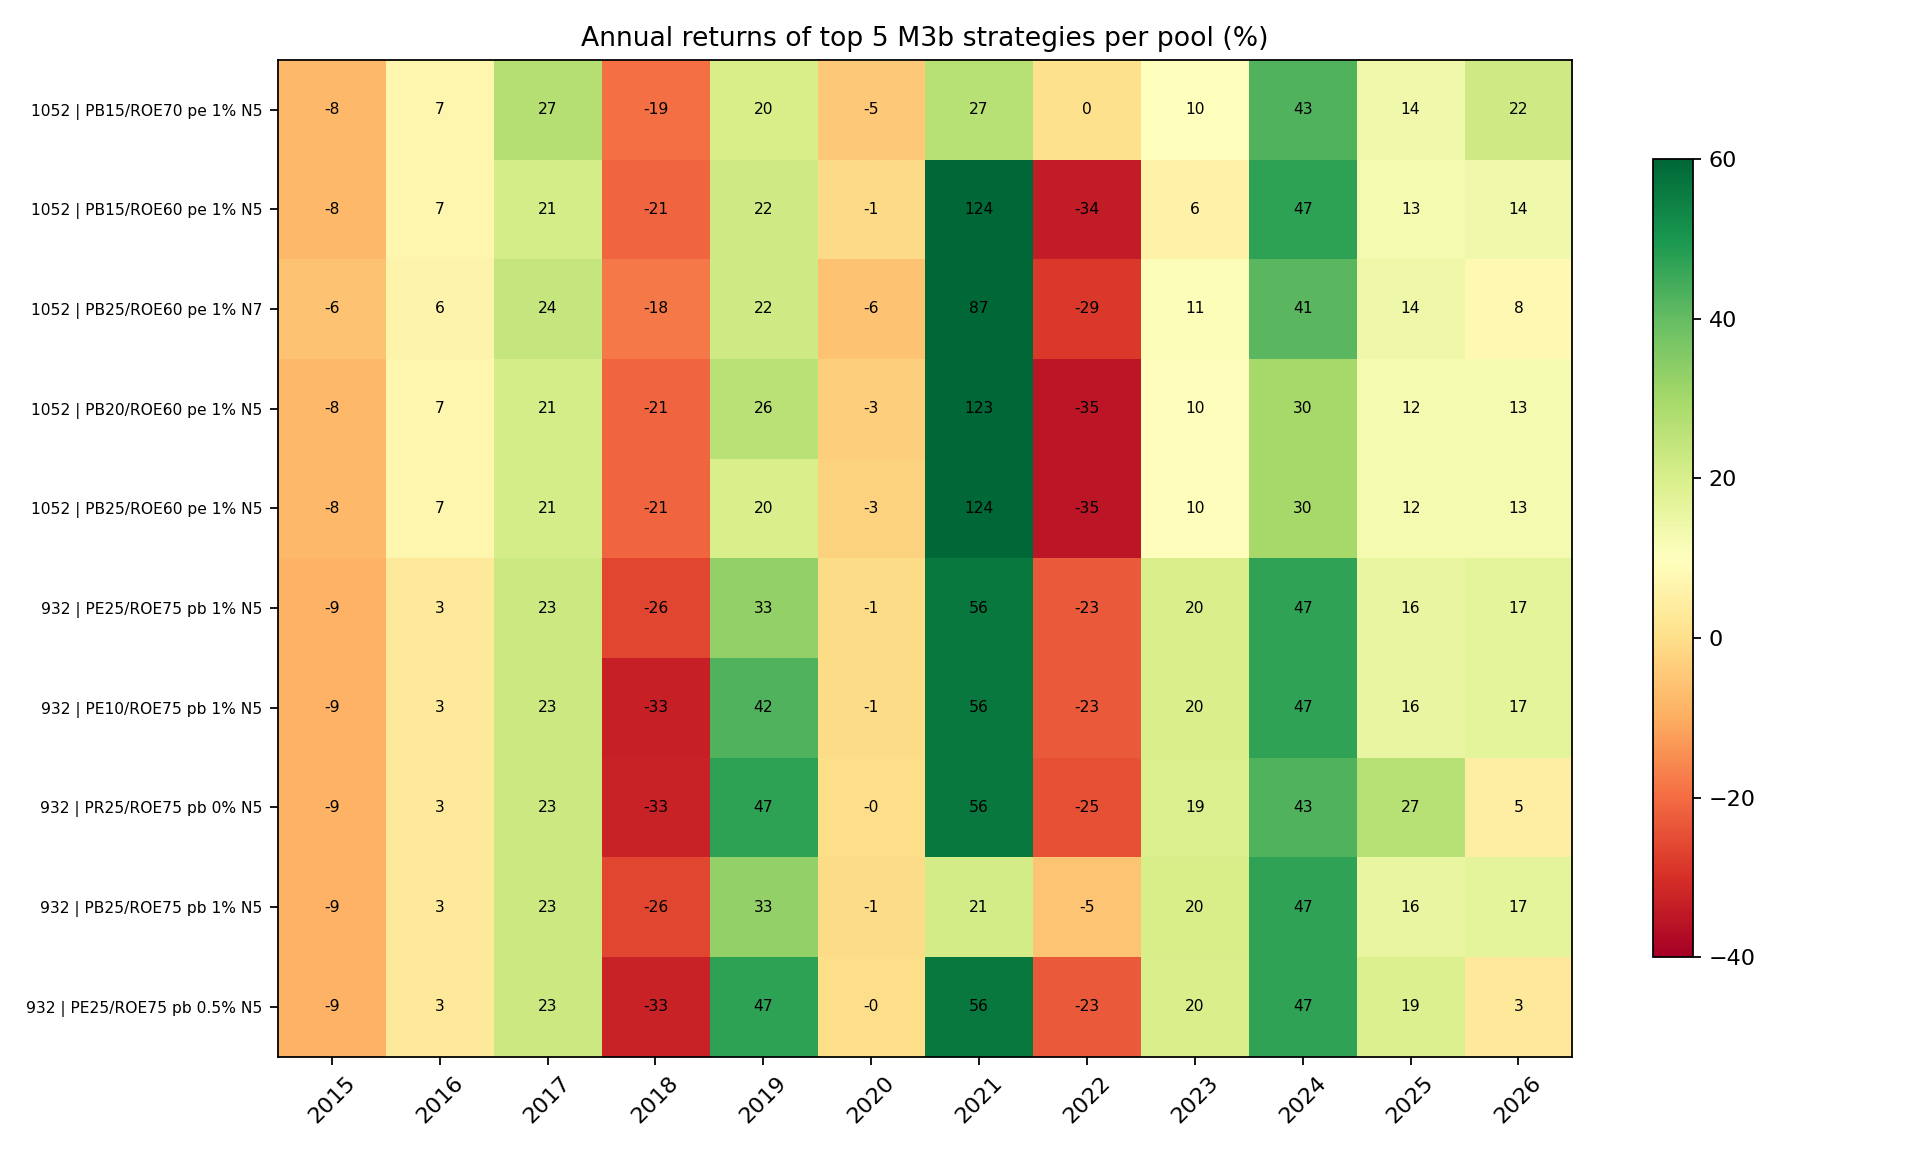 Annual returns of top 5 M3b strategies per pool (%)
1052 | PB15/ROE70 pe 1% N5 -8 7 27 -19 20 -5 27 0 10 43 14 22
1052 | PB15/ROE60 pe 1% N5 -8 7 21 -21 22 -1 124 -34 6 47 13 14
1052 | PB25/ROE60 pe 1% N7 -6 6 24 -18 22 -6 87 -29 11 41 14 8
1052 | PB20/ROE60 pe 1% N5 -8 7 21 -21 26 -3 123 -35 10 30 12 13
1052 | PB25/ROE60 pe 1% N5 -8 7 21 -21 20 -3 124 -35 10 30 12 13
932 | PE25/ROE75 pb 1% N5 -9 3 23 -26 33 -1 56 -23 20 47 16 17
932 | PE10/ROE75 pb 1% N5 -9 3 23 -33 42 -1 56 -23 20 47 16 17
932 | PR25/ROE75 pb 0% N5 -9 3 23 -33 47 -0 56 -25 19 43 27 5
932 | PB25/ROE75 pb 1% N5 -9 3 23 -26 33 -1 21 -5 20 47 16 17
932 | PE25/ROE75 pb 0.5% N5 -9 3 23 -33 47 -0 56 -23 20 47 19 3
2015 2016 2017 2018 2019 2020 2021 2022 2023 2024 2025 2026
60
40
20
0
−20
−40